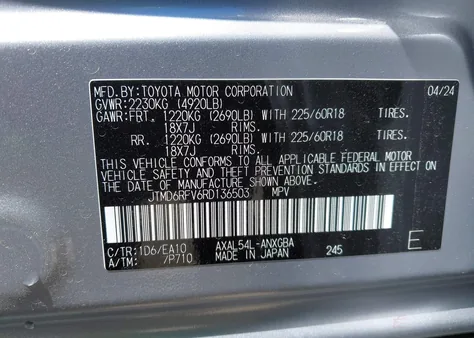 MFD.BY:TOYOTA MOTOR CORPORATION 04/24
GVWR:2230KG (4920LB)
GAWR:FRT. 1220KG (2690LB) WITH 225/60R18 TIRES.
18X7J RIMS.
RR. 1220KG (2690LB) WITH 225/60R18 TIRES.
18X7J RIMS.
THIS VEHICLE CONFORMS TO ALL APPLICABLE FEDERAL MOTOR
VEHICLE SAFETY AND THEFT PREVENTION STANDARDS IN EFFECT
ON THE DATE OF MANUFACTURE SHOWN ABOVE.
JTMD6RFV6RD136503 MPV
C/TR:1D6/EA10 AXAL54L-ANXGBA 245 E
A/TM: /P710 MADE IN JAPAN